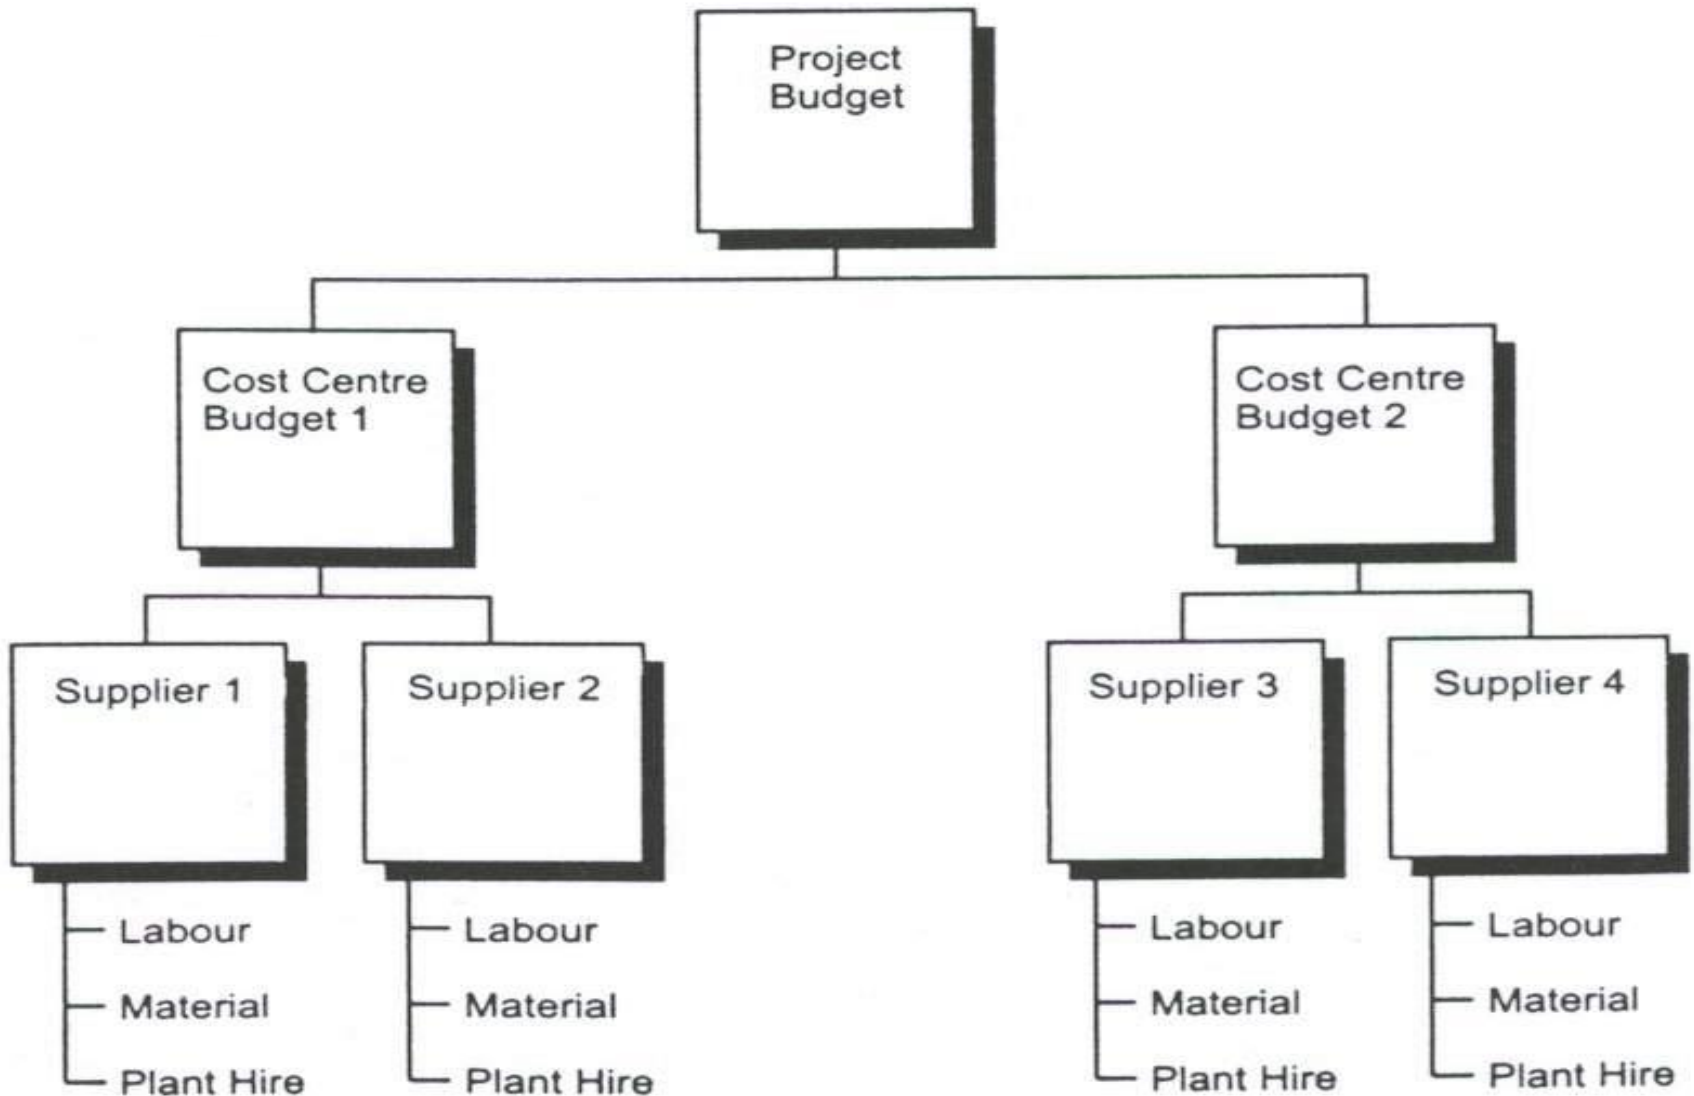 Project
Budget
Cost Centre
Budget 1
Cost Centre
Budget 2
Supplier 1
Supplier 2
Supplier 3
Supplier 4
Labour
Material
Plant Hire
Labour
Material
Plant Hire
Labour
Material
Plant Hire
Labour
Material
Plant Hire